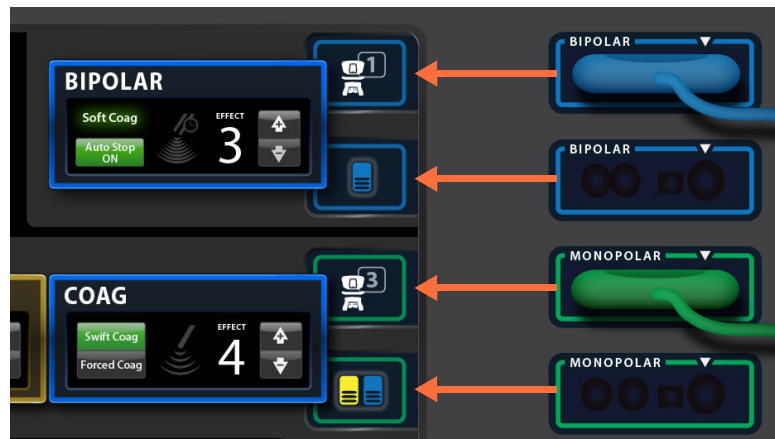 BIPOLAR
Soft Coag
Auto Stop
ON
EFFECT
3
1
BIPOLAR
BIPOLAR
COAG
Swift Coag
Forced Coag
EFFECT
4
3
MONOPOLAR
MONOPOLAR